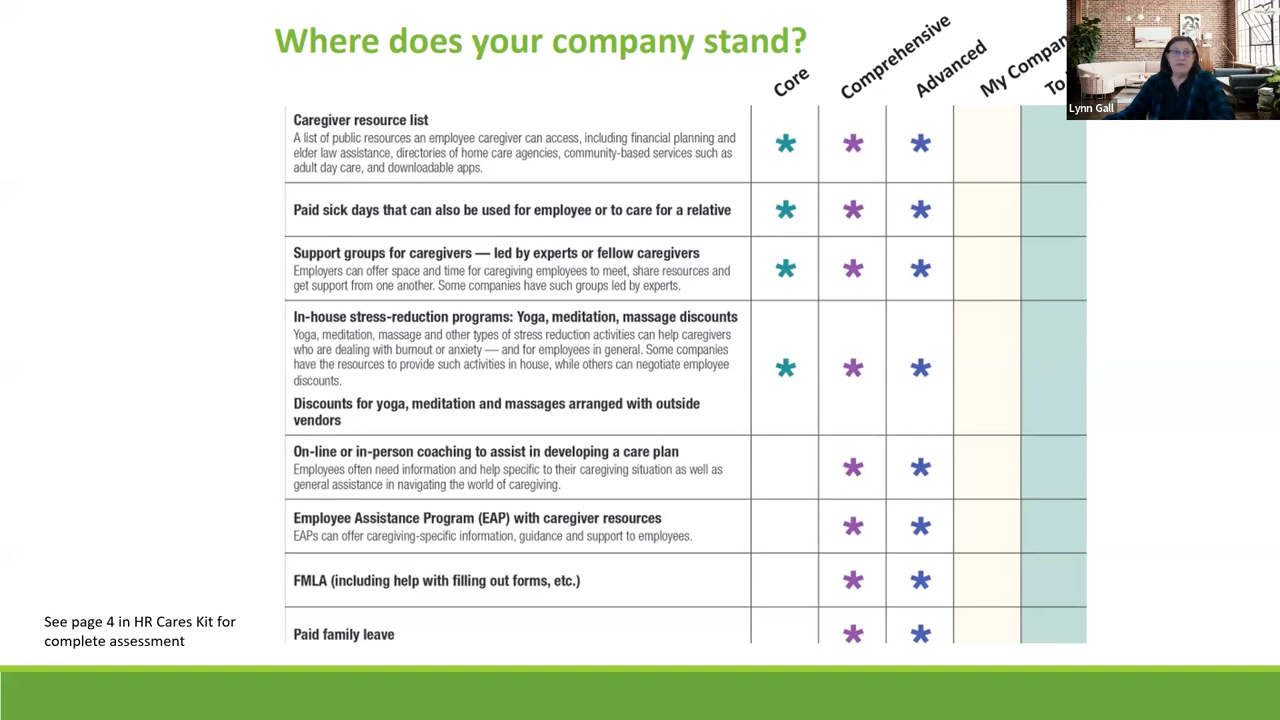 Where does your company stand?
Core
Comprehensive
Advanced
My Compan
To
Lynn Gall
Caregiver resource list
A list of public resources an employee caregiver can access, including financial planning and
elder law assistance, directories of home care agencies, community-based services such as
adult day care, and downloadable apps.
* * *
Paid sick days that can also be used for employee or to care for a relative
* * *
Support groups for caregivers — led by experts or fellow caregivers
Employers can offer space and time for caregiving employees to meet, share resources and
get support from one another. Some companies have such groups led by experts.
* * *
In-house stress-reduction programs: Yoga, meditation, massage discounts
Yoga, meditation, massage and other types of stress reduction activities can help caregivers
who are dealing with burnout or anxiety — and for employees in general. Some companies
have the resources to provide such activities in house, while others can negotiate employee
discounts.
Discounts for yoga, meditation and massages arranged with outside
vendors
* * *
On-line or in-person coaching to assist in developing a care plan
Employees often need information and help specific to their caregiving situation as well as
general assistance in navigating the world of caregiving.
* *
Employee Assistance Program (EAP) with caregiver resources
EAPs can offer caregiving-specific information, guidance and support to employees.
* *
FMLA (including help with filling out forms, etc.)
* *
Paid family leave
* *
See page 4 in HR Cares Kit for
complete assessment